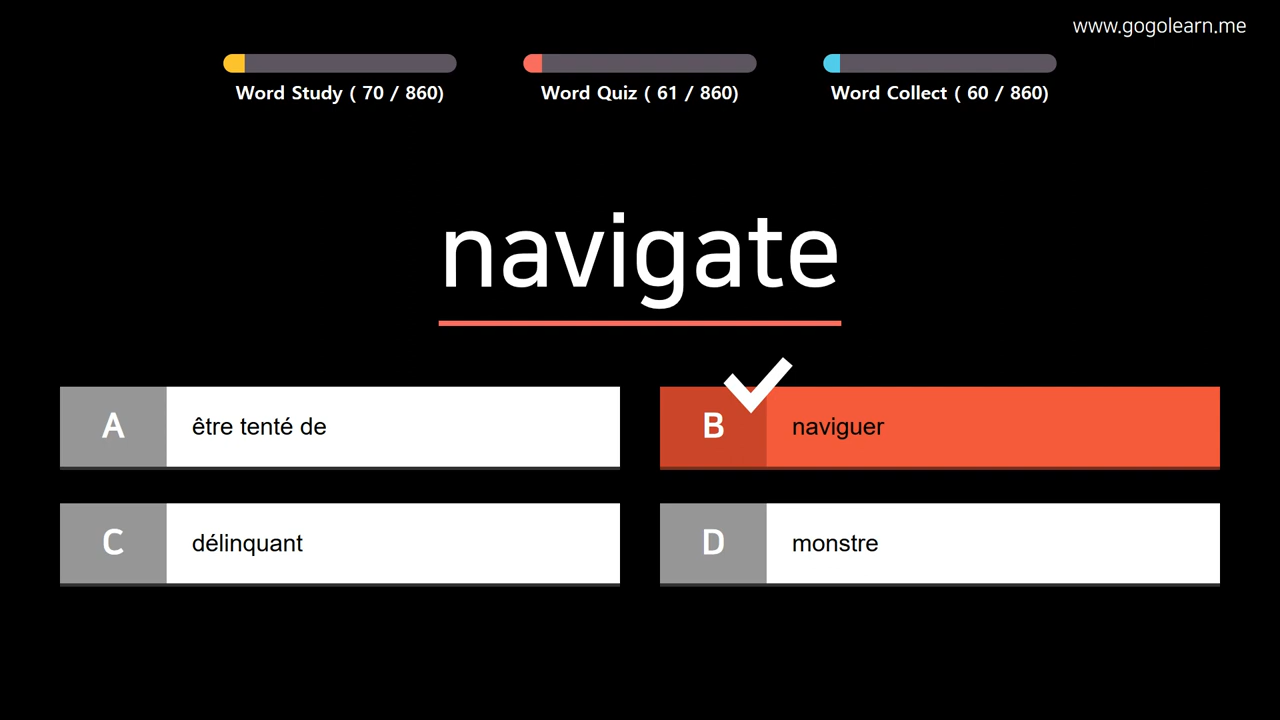 www.gogolearn.me
Word Study ( 70 / 860)
Word Quiz ( 61 / 860)
Word Collect ( 60 / 860)
navigate
A être tenté de
B naviguer
C délinquant
D monstre